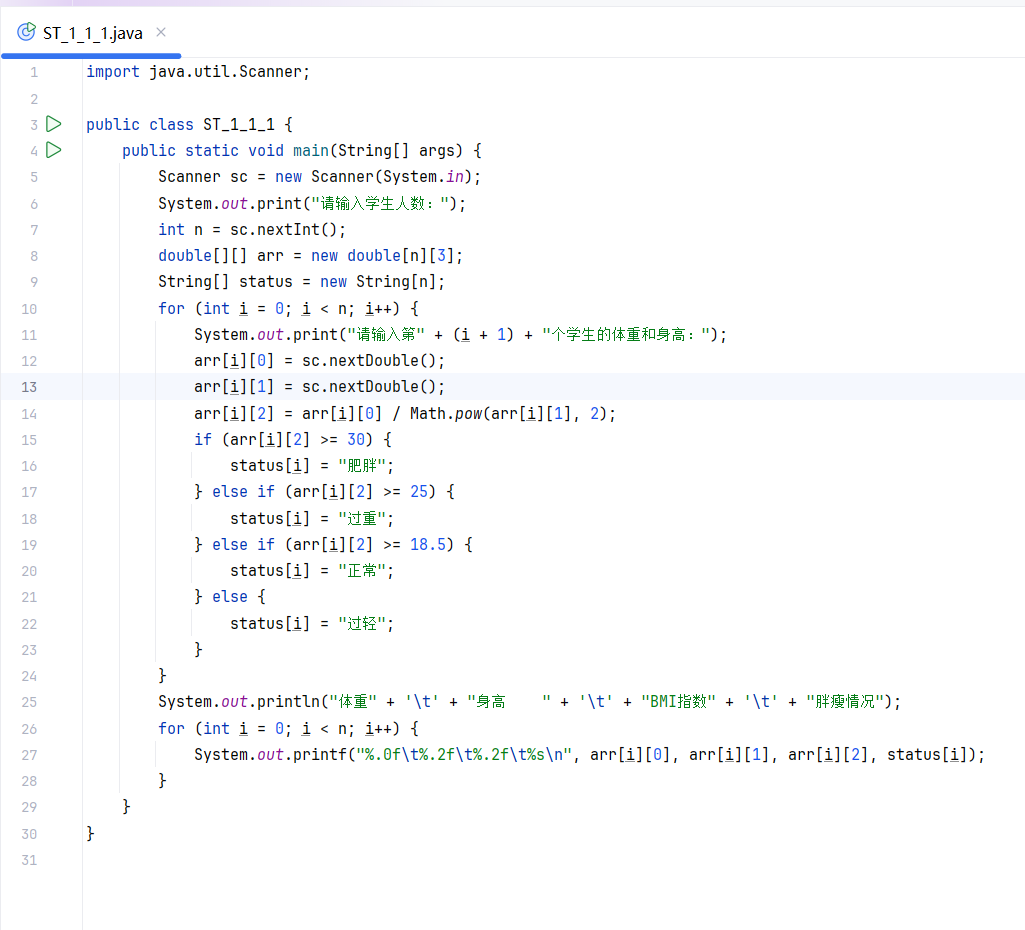 ST_1_1_1.java
1 import java.util.Scanner;
2
3 public class ST_1_1_1 {
4     public static void main(String[] args) {
5         Scanner sc = new Scanner(System.in);
6         System.out.print("请输入学生人数：");
7         int n = sc.nextInt();
8         double[][] arr = new double[n][3];
9         String[] status = new String[n];
10         for (int i = 0; i < n; i++) {
11             System.out.print("请输入第" + (i + 1) + "个学生的体重和身高：");
12             arr[i][0] = sc.nextDouble();
13             arr[i][1] = sc.nextDouble();
14             arr[i][2] = arr[i][0] / Math.pow(arr[i][1], 2);
15             if (arr[i][2] >= 30) {
16                 status[i] = "肥胖";
17             } else if (arr[i][2] >= 25) {
18                 status[i] = "过重";
19             } else if (arr[i][2] >= 18.5) {
20                 status[i] = "正常";
21             } else {
22                 status[i] = "过轻";
23             }
24         }
25         System.out.println("体重" + '\t' + "身高    " + '\t' + "BMI指数" + '\t' + "胖瘦情况");
26         for (int i = 0; i < n; i++) {
27             System.out.printf("%.0f\t%.2f\t%.2f\t%s\n", arr[i][0], arr[i][1], arr[i][2], status[i]);
28         }
29     }
30 }
31